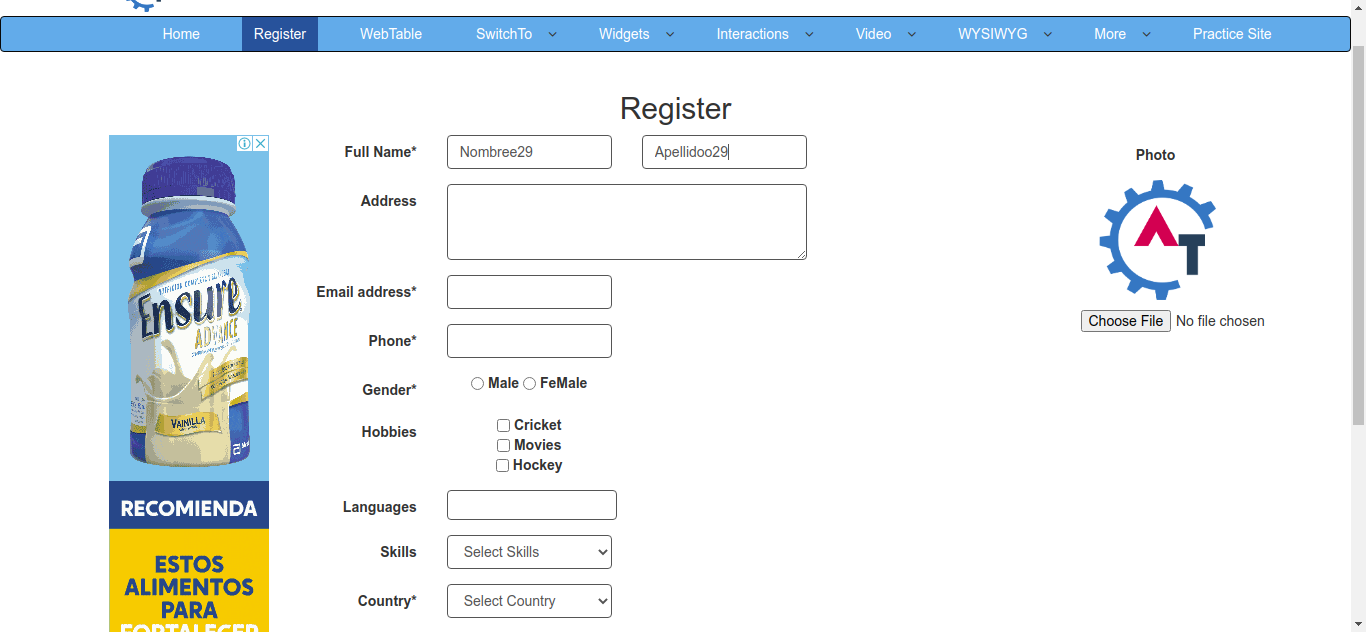 Home Register WebTable SwitchTo Widgets Interactions Video WYSIWYG More Practice Site
Register
Full Name* Nombree29 Apellidoo29
Address
Email address*
Phone*
Gender* Male FeMale
Hobbies Cricket
Movies
Hockey
Languages
Skills Select Skills
Country* Select Country
Photo
AT
Choose File No file chosen
Ensure
ADVANCE
VAINILLA
RECOMIENDA
ESTOS
ALIMENTOS
PARA
FORTALECER